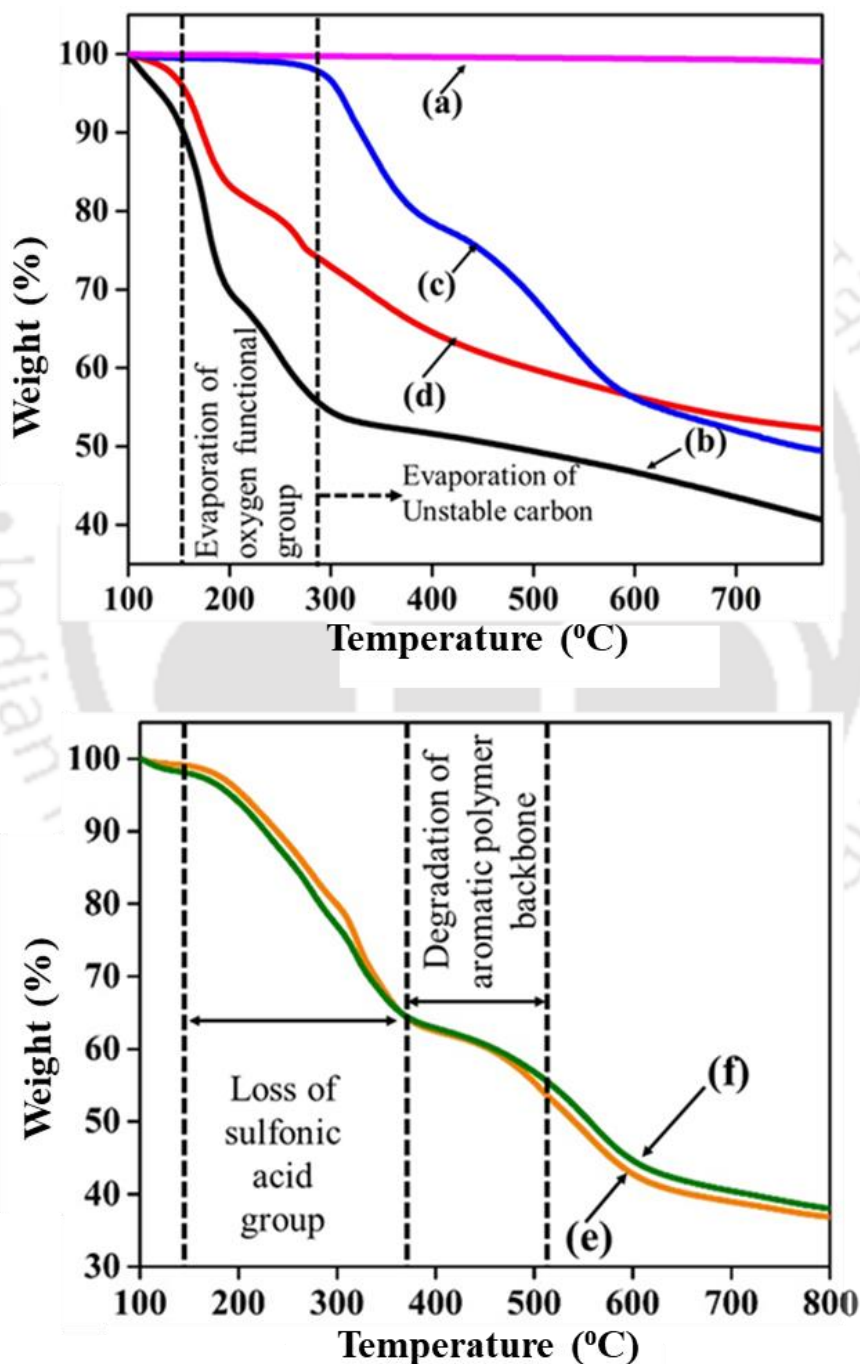 Weight (%)
100
90
80
70
60
50
40
(a)
(c)
(d)
(b)
Evaporation of
oxygen functional
group
Evaporation of
Unstable carbon
100 200 300 400 500 600 700
Temperature (⁰C)
Weight (%)
100
90
80
70
60
50
40
30
Degradation of
aromatic polymer
backbone
Loss of
sulfonic
acid
group
(f)
(e)
100 200 300 400 500 600 700 800
Temperature (⁰C)
Indian